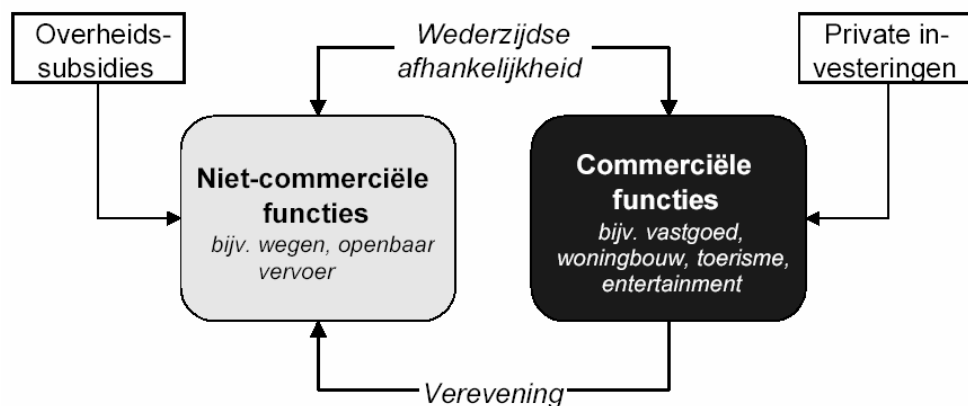 Overheids-
subsidies
Wederzijdse
afhankelijkheid
Private in-
vesteringen
Niet-commerciële
functies
bijv. wegen, openbaar
vervoer
Commerciële
functies
bijv. vastgoed,
woningbouw, toerisme,
entertainment
Verevening